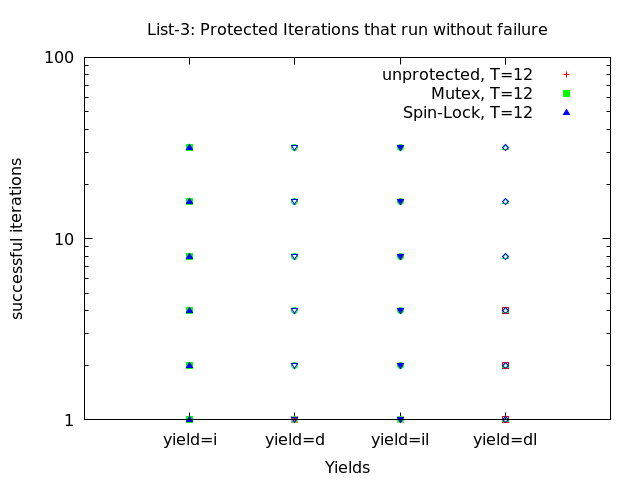 List-3: Protected Iterations that run without failure
100
unprotected, T=12
Mutex, T=12
Spin-Lock, T=12
successful iterations
10
1
yield=i yield=d yield=il yield=dl
Yields